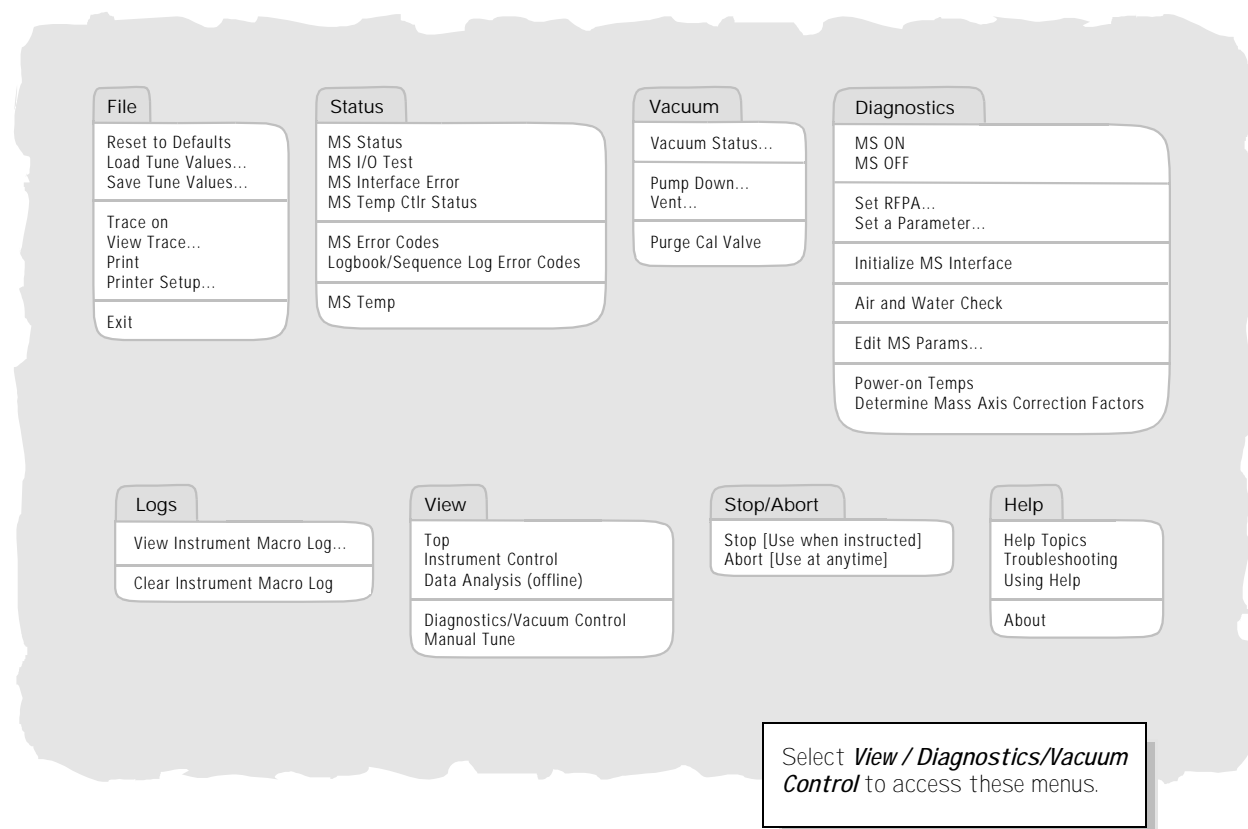 File
Reset to Defaults
Load Tune Values...
Save Tune Values...
Trace on
View Trace...
Print
Printer Setup...
Exit
Status
MS Status
MS I/O Test
MS Interface Error
MS Temp Ctlr Status
MS Error Codes
Logbook/Sequence Log Error Codes
MS Temp
Vacuum
Vacuum Status...
Pump Down...
Vent...
Purge Cal Valve
Diagnostics
MS ON
MS OFF
Set RFPA...
Set a Parameter...
Initialize MS Interface
Air and Water Check
Edit MS Params...
Power-on Temps
Determine Mass Axis Correction Factors
Logs
View Instrument Macro Log...
Clear Instrument Macro Log
View
Top
Instrument Control
Data Analysis (offline)
Diagnostics/Vacuum Control
Manual Tune
Stop/Abort
Stop [Use when instructed]
Abort [Use at anytime]
Help
Help Topics
Troubleshooting
Using Help
About
Select View / Diagnostics/Vacuum
Control to access these menus.